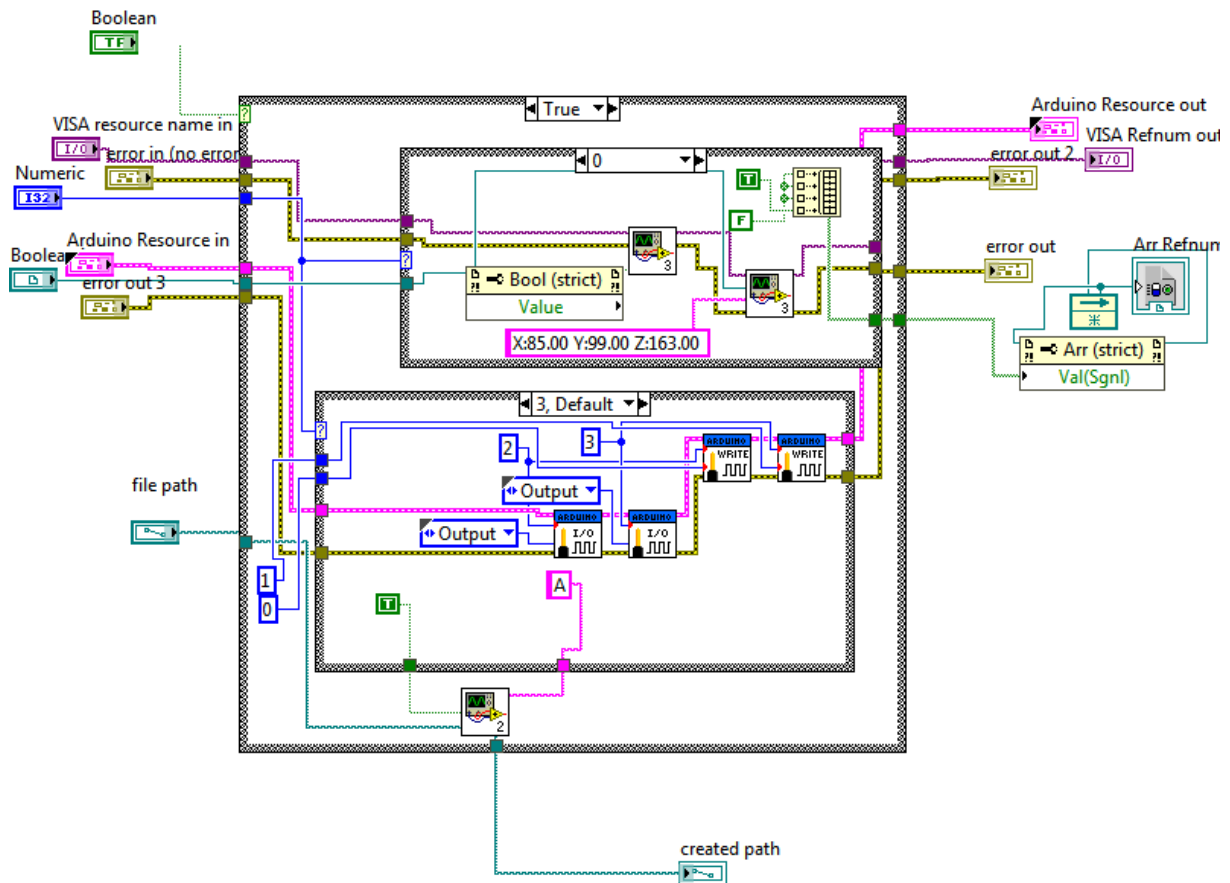 Boolean
TF
True
VISA resource name in
I/O
error in (no error
Numeric
I32
Arduino Resource in
Boolea
error out 3
Arduino Resource out
VISA Refnum out
I/O
error out 2
error out
Arr Refnum
Arr (strict)
Val(Sgnl)
0
T
F
3
Bool (strict)
Value
3
X:85.00 Y:99.00 Z:163.00
3, Default
2
3
ARDUINO
WRITE
ARDUINO
WRITE
Output
Output
ARDUINO
I/O
ARDUINO
I/O
file path
1
0
A
T
2
created path